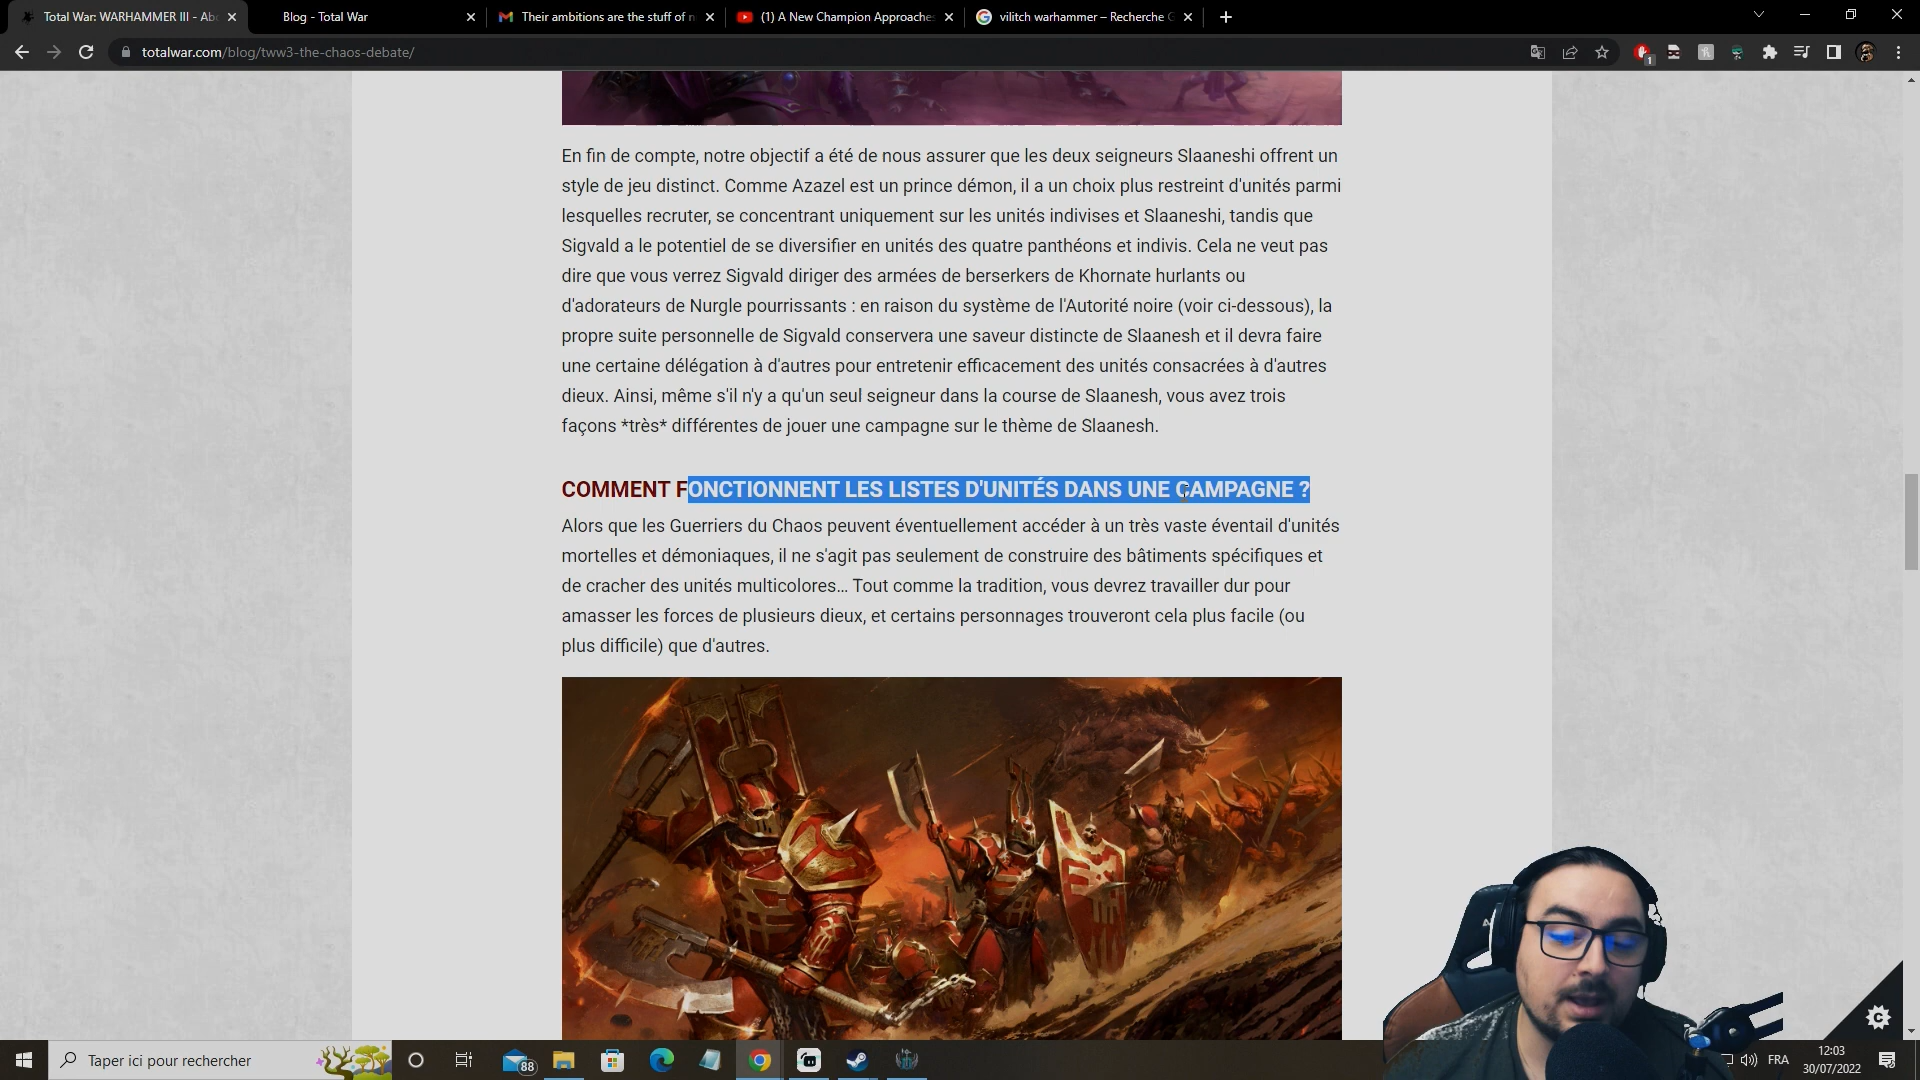 Total War: WARHAMMER III - Abo
Blog - Total War
Their ambitions are the stuff of n
(1) A New Champion Approaches
vilitch warhammer – Recherche G
totalwar.com/blog/tww3-the-chaos-debate/
1
En fin de compte, notre objectif a été de nous assurer que les deux seigneurs Slaaneshi offrent un
style de jeu distinct. Comme Azazel est un prince démon, il a un choix plus restreint d'unités parmi
lesquelles recruter, se concentrant uniquement sur les unités indivises et Slaaneshi, tandis que
Sigvald a le potentiel de se diversifier en unités des quatre panthéons et indivis. Cela ne veut pas
dire que vous verrez Sigvald diriger des armées de berserkers de Khornate hurlants ou
d'adorateurs de Nurgle pourrissants : en raison du système de l'Autorité noire (voir ci-dessous), la
propre suite personnelle de Sigvald conservera une saveur distincte de Slaanesh et il devra faire
une certaine délégation à d'autres pour entretenir efficacement des unités consacrées à d'autres
dieux. Ainsi, même s'il n'y a qu'un seul seigneur dans la course de Slaanesh, vous avez trois
façons *très* différentes de jouer une campagne sur le thème de Slaanesh.
COMMENT FONCTIONNENT LES LISTES D'UNITÉS DANS UNE CAMPAGNE ?
Alors que les Guerriers du Chaos peuvent éventuellement accéder à un très vaste éventail d'unités
mortelles et démoniaques, il ne s'agit pas seulement de construire des bâtiments spécifiques et
de cracher des unités multicolores… Tout comme la tradition, vous devrez travailler dur pour
amasser les forces de plusieurs dieux, et certains personnages trouveront cela plus facile (ou
plus difficile) que d'autres.
Taper ici pour rechercher
88
FRA
12:03
30/07/2022